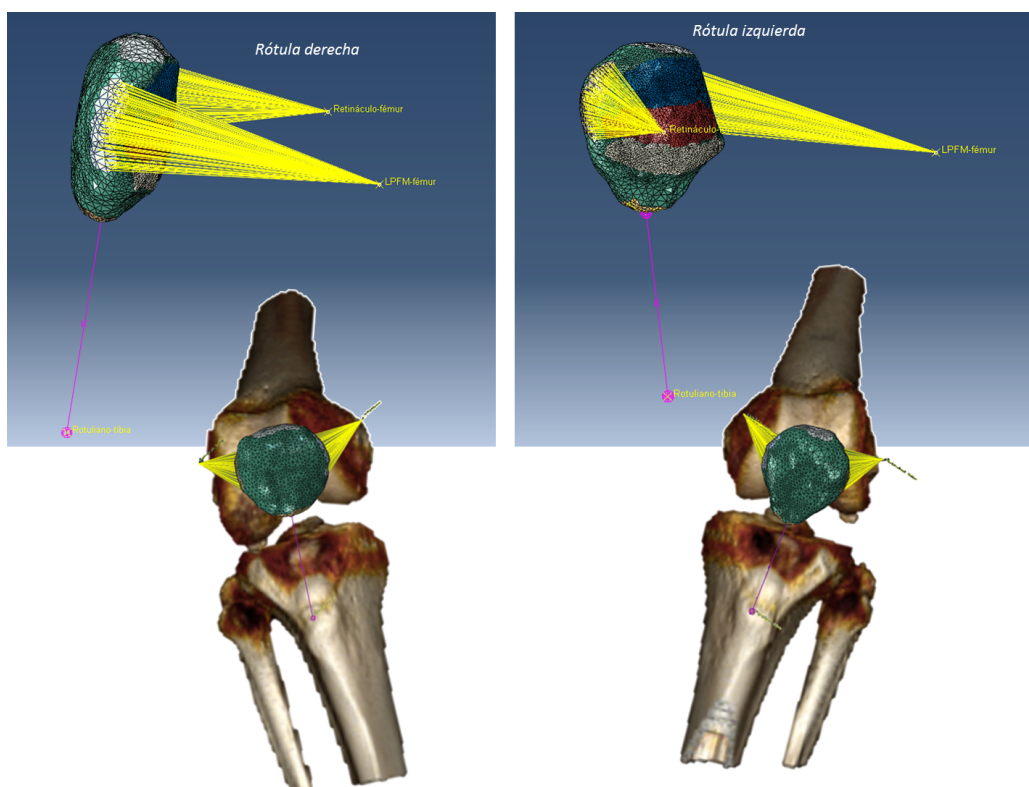 Rótula derecha
Retináculo-fémur
LPFM-fémur
Rotuliano-tibia
Rótula izquierda
Retináculo-
LPFM-fémur
Rotuliano-tibia